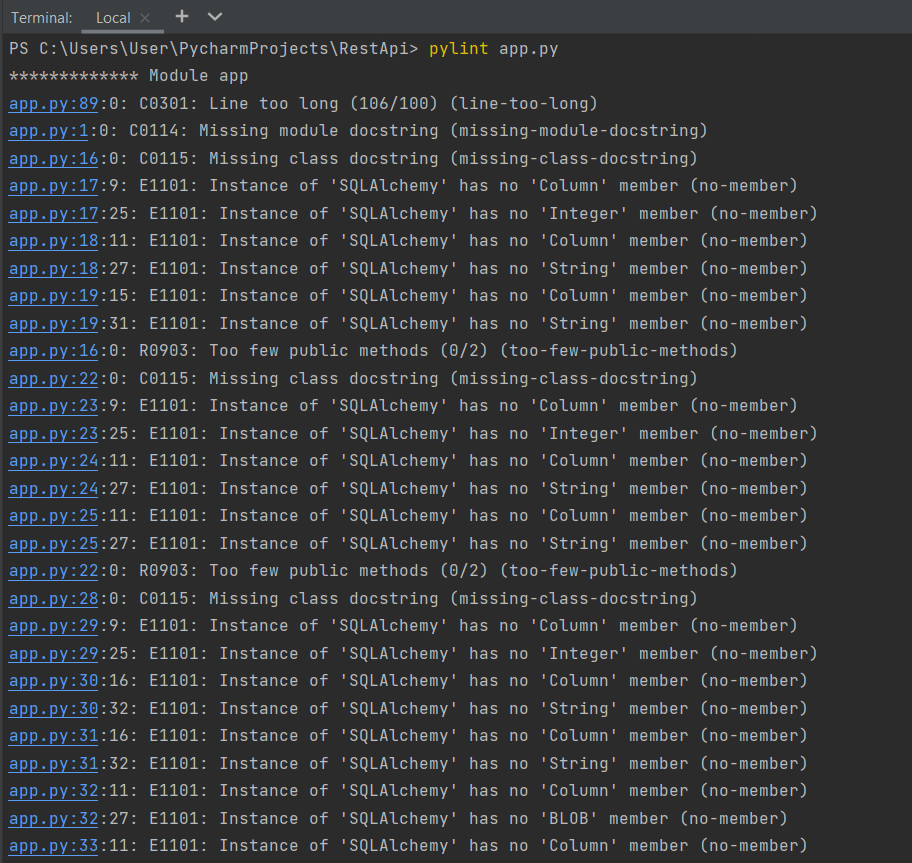 Terminal: Local × +
PS C:\Users\User\PycharmProjects\RestApi> pylint app.py
************* Module app
app.py:89:0: C0301: Line too long (106/100) (line-too-long)
app.py:1:0: C0114: Missing module docstring (missing-module-docstring)
app.py:16:0: C0115: Missing class docstring (missing-class-docstring)
app.py:17:9: E1101: Instance of 'SQLAlchemy' has no 'Column' member (no-member)
app.py:17:25: E1101: Instance of 'SQLAlchemy' has no 'Integer' member (no-member)
app.py:18:11: E1101: Instance of 'SQLAlchemy' has no 'Column' member (no-member)
app.py:18:27: E1101: Instance of 'SQLAlchemy' has no 'String' member (no-member)
app.py:19:15: E1101: Instance of 'SQLAlchemy' has no 'Column' member (no-member)
app.py:19:31: E1101: Instance of 'SQLAlchemy' has no 'String' member (no-member)
app.py:16:0: R0903: Too few public methods (0/2) (too-few-public-methods)
app.py:22:0: C0115: Missing class docstring (missing-class-docstring)
app.py:23:9: E1101: Instance of 'SQLAlchemy' has no 'Column' member (no-member)
app.py:23:25: E1101: Instance of 'SQLAlchemy' has no 'Integer' member (no-member)
app.py:24:11: E1101: Instance of 'SQLAlchemy' has no 'Column' member (no-member)
app.py:24:27: E1101: Instance of 'SQLAlchemy' has no 'String' member (no-member)
app.py:25:11: E1101: Instance of 'SQLAlchemy' has no 'Column' member (no-member)
app.py:25:27: E1101: Instance of 'SQLAlchemy' has no 'String' member (no-member)
app.py:22:0: R0903: Too few public methods (0/2) (too-few-public-methods)
app.py:28:0: C0115: Missing class docstring (missing-class-docstring)
app.py:29:9: E1101: Instance of 'SQLAlchemy' has no 'Column' member (no-member)
app.py:29:25: E1101: Instance of 'SQLAlchemy' has no 'Integer' member (no-member)
app.py:30:16: E1101: Instance of 'SQLAlchemy' has no 'Column' member (no-member)
app.py:30:32: E1101: Instance of 'SQLAlchemy' has no 'String' member (no-member)
app.py:31:16: E1101: Instance of 'SQLAlchemy' has no 'Column' member (no-member)
app.py:31:32: E1101: Instance of 'SQLAlchemy' has no 'String' member (no-member)
app.py:32:11: E1101: Instance of 'SQLAlchemy' has no 'Column' member (no-member)
app.py:32:27: E1101: Instance of 'SQLAlchemy' has no 'BLOB' member (no-member)
app.py:33:11: E1101: Instance of 'SQLAlchemy' has no 'Column' member (no-member)